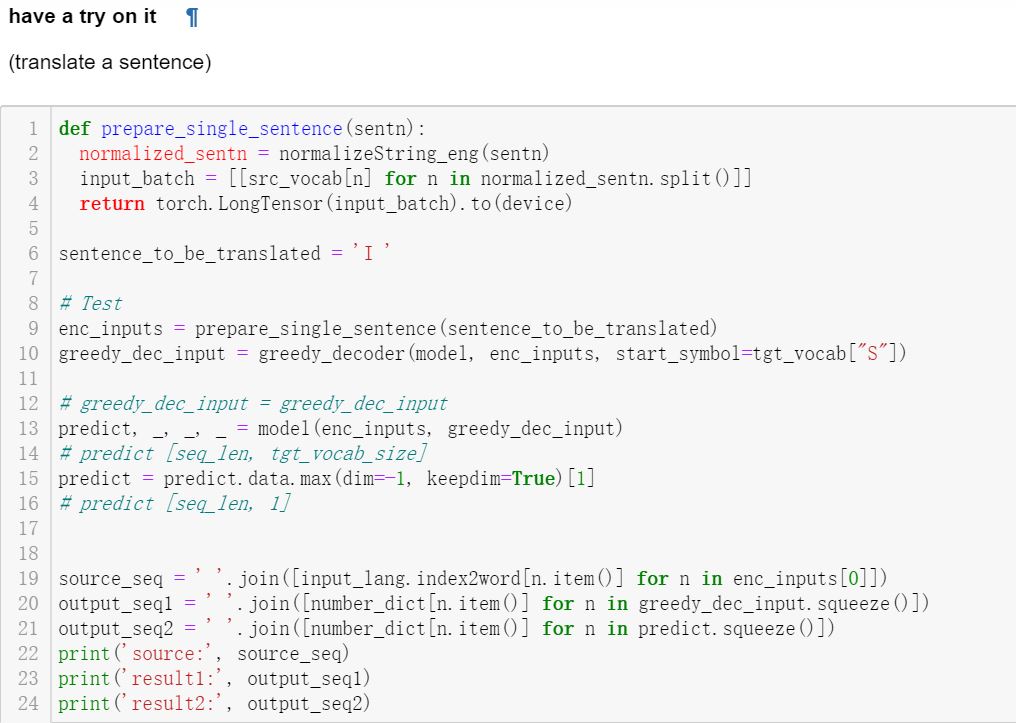 have a try on it ¶
(translate a sentence)
1 def prepare_single_sentence(sentn):
2   normalized_sentn = normalizeString_eng(sentn)
3   input_batch = [[src_vocab[n] for n in normalized_sentn.split()]]
4   return torch.LongTensor(input_batch).to(device)
5
6 sentence_to_be_translated = 'I '
7
8 # Test
9 enc_inputs = prepare_single_sentence(sentence_to_be_translated)
10 greedy_dec_input = greedy_decoder(model, enc_inputs, start_symbol=tgt_vocab["S"])
11
12 # greedy_dec_input = greedy_dec_input
13 predict, _, _, _ = model(enc_inputs, greedy_dec_input)
14 # predict [seq_len, tgt_vocab_size]
15 predict = predict.data.max(dim=-1, keepdim=True)[1]
16 # predict [seq_len, 1]
17
18
19 source_seq = ' '.join([input_lang.index2word[n.item()] for n in enc_inputs[0]])
20 output_seq1 = ' '.join([number_dict[n.item()] for n in greedy_dec_input.squeeze()])
21 output_seq2 = ' '.join([number_dict[n.item()] for n in predict.squeeze()])
22 print('source:', source_seq)
23 print('result1:', output_seq1)
24 print('result2:', output_seq2)